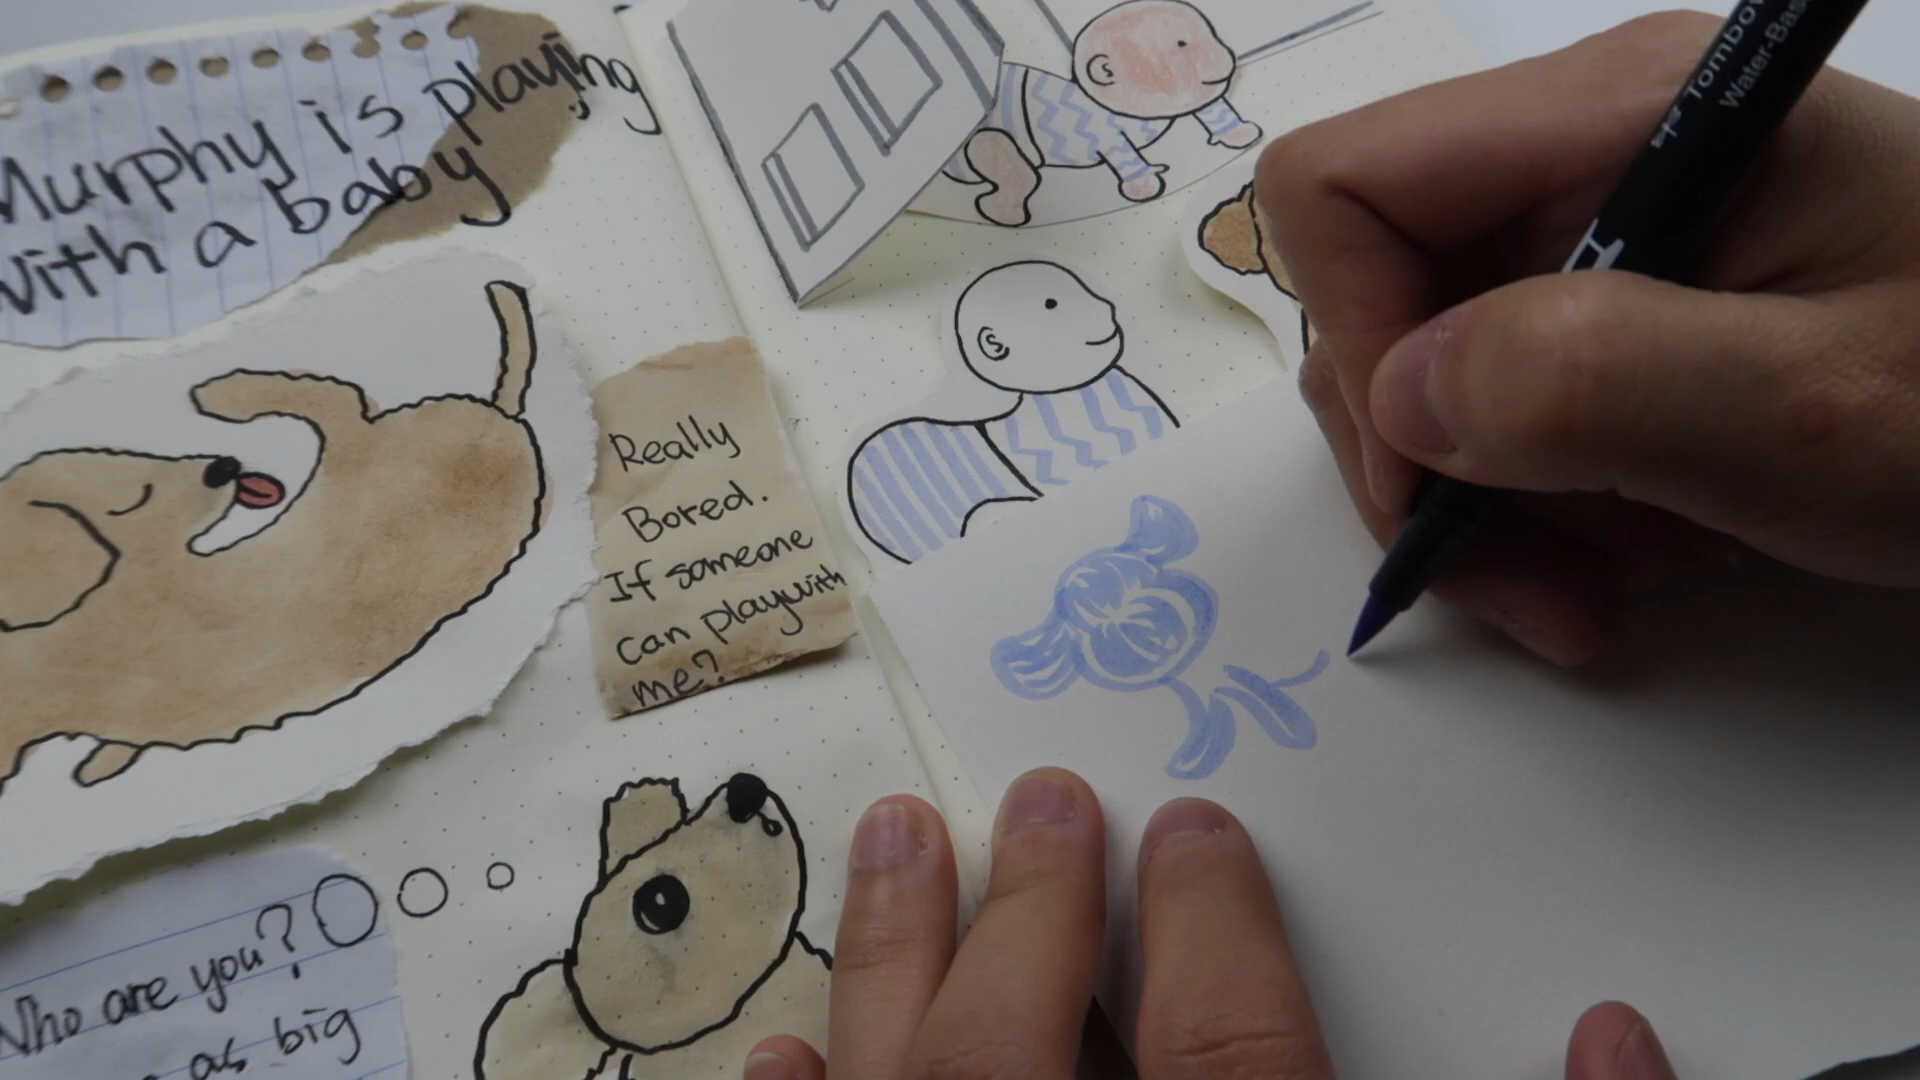 Murphy is playing
with a baby
Really
Bored.
If someone
can play with
me?
Who are you?
as big
Tombow
Water-Bas